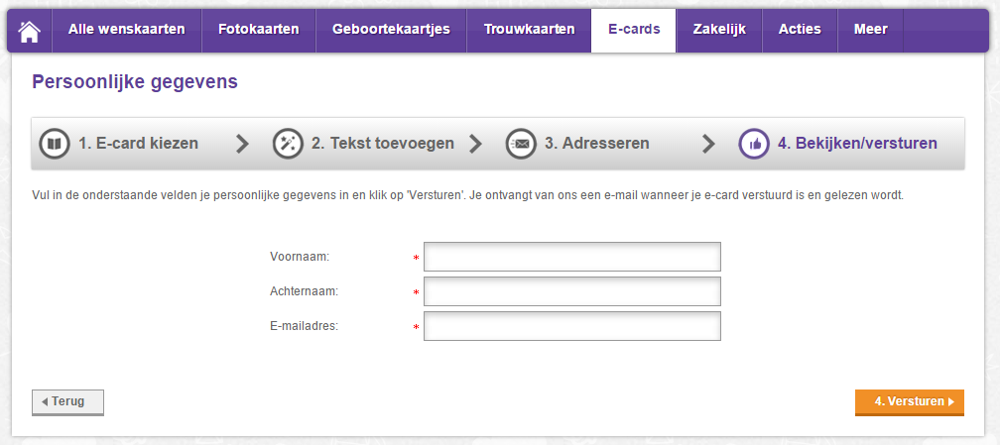 Alle wenskaarten Fotokaarten Geboortekaartjes Trouwkaarten E-cards Zakelijk Acties Meer
Persoonlijke gegevens
1. E-card kiezen 2. Tekst toevoegen 3. Adresseren 4. Bekijken/versturen
Vul in de onderstaande velden je persoonlijke gegevens in en klik op 'Versturen'. Je ontvangt van ons een e-mail wanneer je e-card verstuurd is en gelezen wordt.
Voornaam: *
Achternaam: *
E-mailadres: *
Terug 4. Versturen